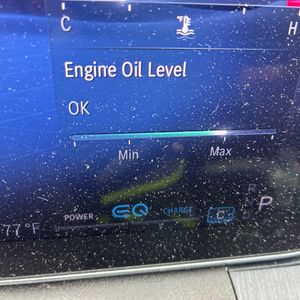 C H
Engine Oil Level
OK
Min Max
P
77 °F
POWER EQ CHARGE C